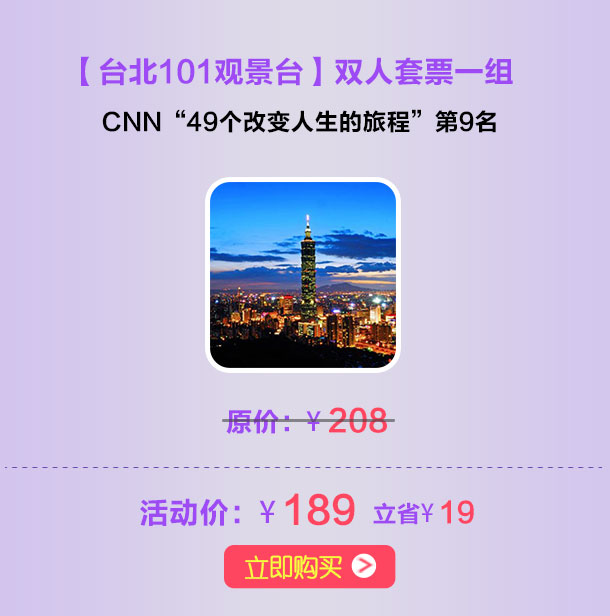 【台北101观景台】双人套票一组
CNN“49个改变人生的旅程”第9名
原价：￥208
活动价：￥189 立省￥19
立即购买